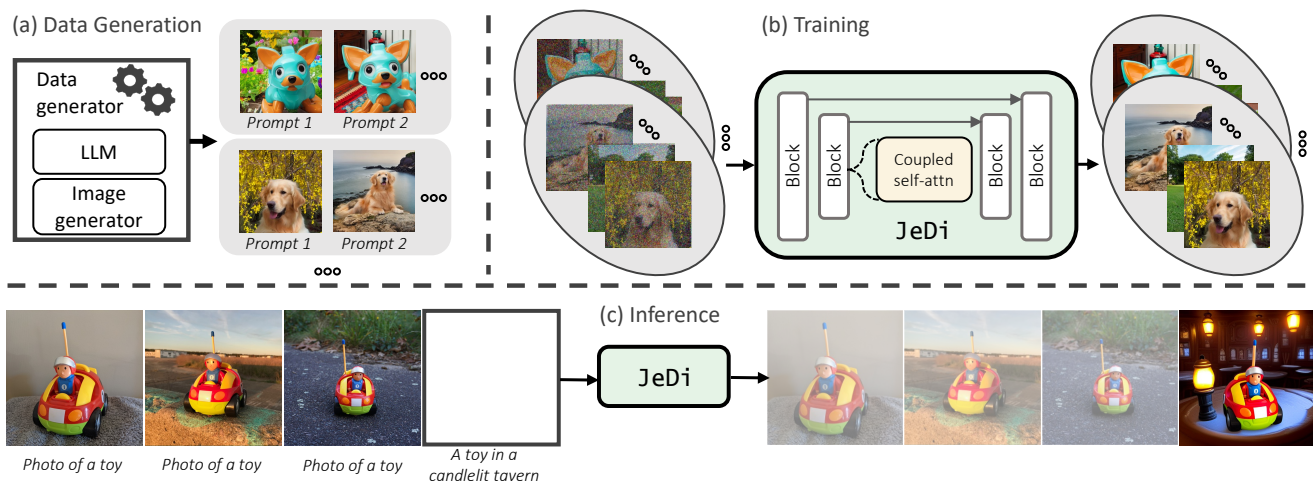 (a) Data Generation
Data
generator
LLM
Image
generator
Prompt 1
Prompt 2
Prompt 1
Prompt 2
(b) Training
Block
Block
Coupled
self-attn
Block
Block
JeDi
(c) Inference
Photo of a toy
Photo of a toy
Photo of a toy
A toy in a
candlelit tavern
JeDi